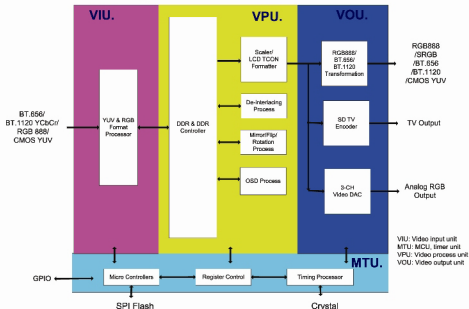 VIU.
VPU.
VOU.
BT.656/
BT.1120 YCbCr/
RGB 888/
CMOS YUV
YUV & RGB
Format
Processor
DDR & DDR
Controller
Scaler/
LCD TCON
Formatter
De-Interlacing
Process
Mirror/Flip/
Rotation
Process
OSD Process
RGB888/
BT.656/
BT.1120
Transformation
SD TV
Encoder
3-CH
Video DAC
RGB888
/SRGB
/BT.656
/BT.1120
/CMOS YUV
TV Output
Analog RGB
Output
VIU: Video input unit
MTU: MCU, timer unit
VPU: Video process unit
VOU: Video output unit
MTU.
GPIO
Micro Controllers
Register Control
Timing Processor
SPI Flash
Crystal